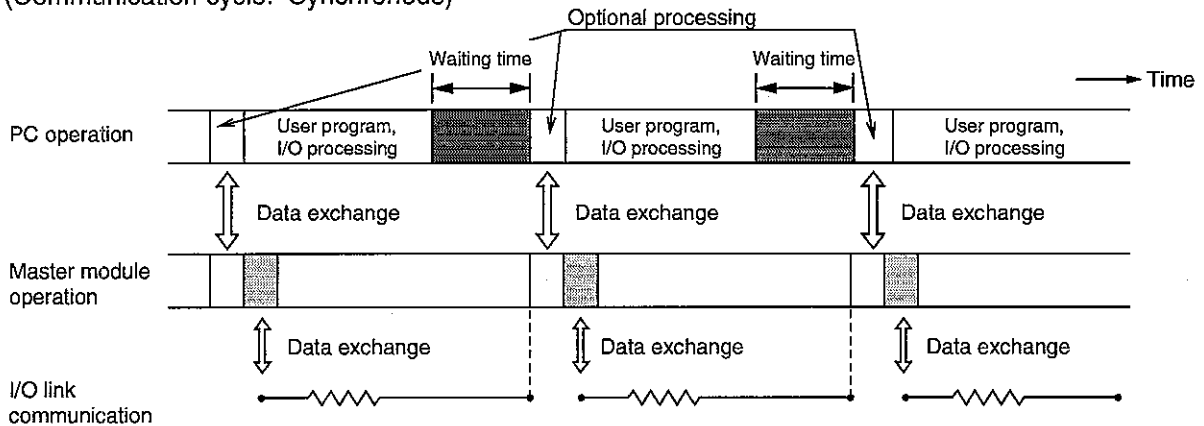 (Communication cycle: Synchronous)
Optional processing
Waiting time
Waiting time
Time
PC operation
User program,
I/O processing
User program,
I/O processing
User program,
I/O processing
Data exchange
Data exchange
Data exchange
Master module
operation
Data exchange
Data exchange
Data exchange
I/O link
communication